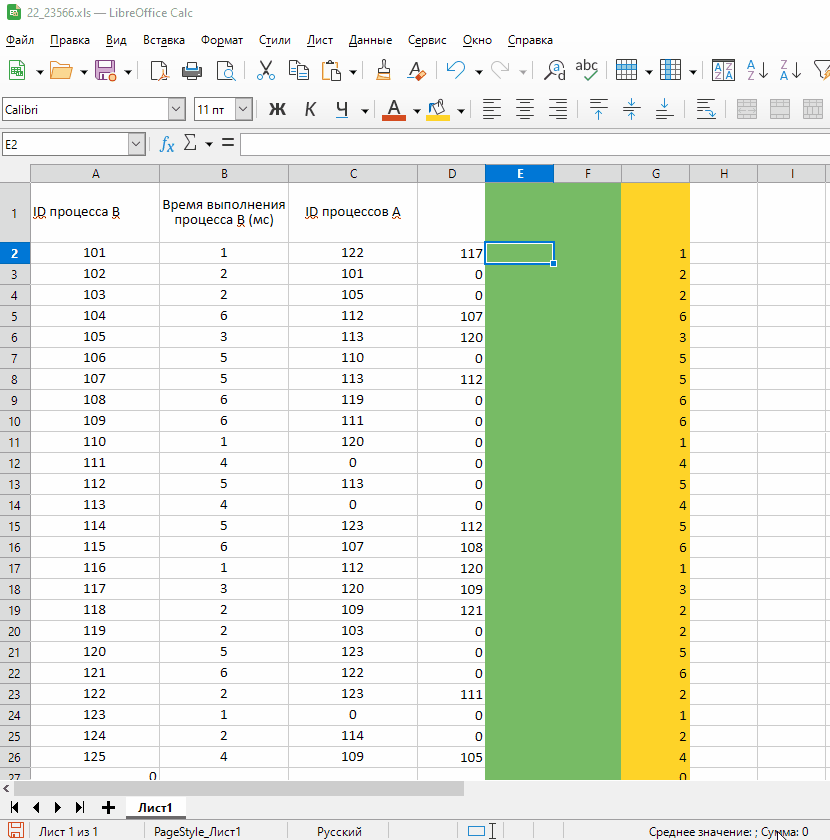 22_23566.xls — LibreOffice Calc
Файл Правка Вид Вставка Формат Стили Лист Данные Сервис Окно Справка
Calibri 11 пт Ж К Ч А
E2 fx Σ =
A B C D E F G H I
1 ID процесса B Время выполнения процесса B (мс) ID процессов A
2 101 1 122 117 1
3 102 2 101 0 2
4 103 2 105 0 2
5 104 6 112 107 6
6 105 3 113 120 3
7 106 5 110 0 5
8 107 5 113 112 5
9 108 6 119 0 6
10 109 6 111 0 6
11 110 1 120 0 1
12 111 4 0 0 4
13 112 5 113 0 5
14 113 4 0 0 4
15 114 5 123 112 5
16 115 6 107 108 6
17 116 1 112 120 1
18 117 3 120 109 3
19 118 2 109 121 2
20 119 2 103 0 2
21 120 5 123 0 5
22 121 6 122 0 6
23 122 2 123 111 2
24 123 1 0 0 1
25 124 2 114 0 2
26 125 4 109 105 4
27 0 0
Лист1
Лист 1 из 1 PageStyle_Лист1 Русский Среднее значение: ; Сумма: 0